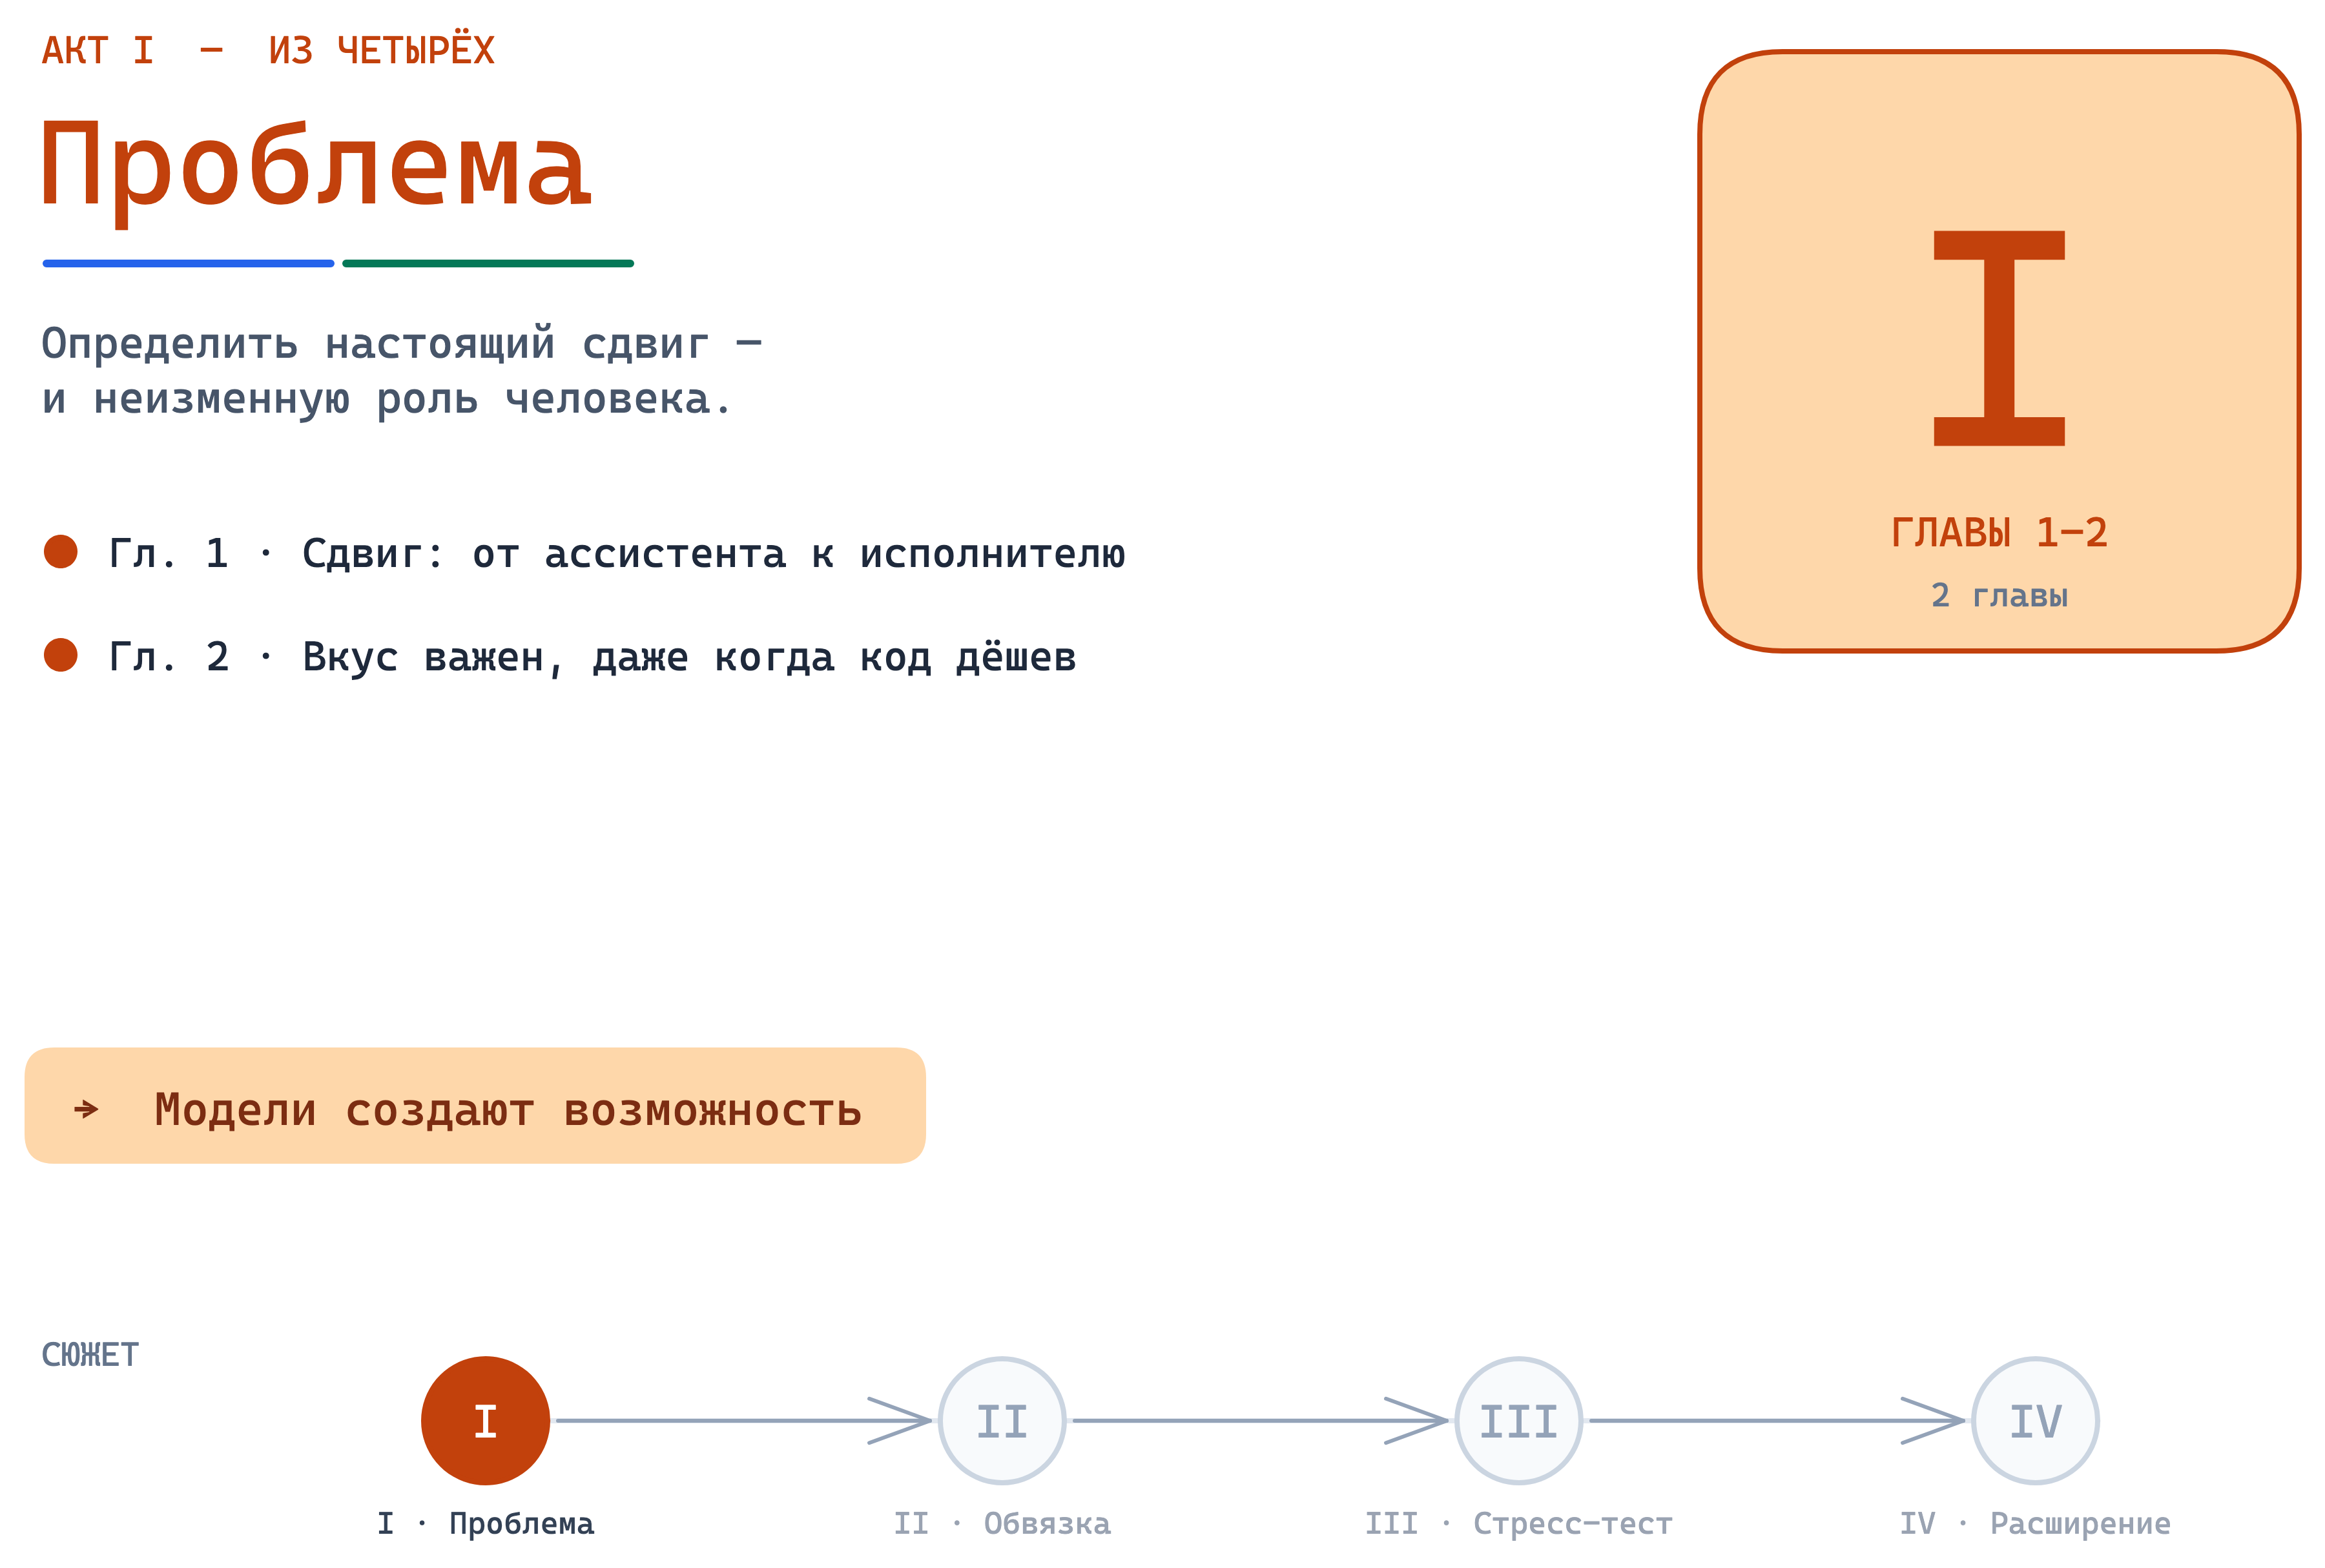 АКТ I — ИЗ ЧЕТЫРЁХ
Проблема
Определить настоящий сдвиг —
и неизменную роль человека.
Гл. 1 · Сдвиг: от ассистента к исполнителю
Гл. 2 · Вкус важен, даже когда код дёшев
I
ГЛАВЫ 1–2
2 главы
→ Модели создают возможность
СЮЖЕТ
I
II
III
IV
I · Проблема
II · Обвязка
III · Стресс-тест
IV · Расширение